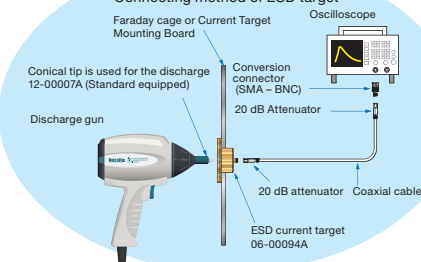 Connecting method of ESD target
Faraday cage or Current Target
Mounting Board
Oscilloscope
Conical tip is used for the discharge
12-00007A (Standard equipped)
Conversion
connector
(SMA – BNC)
20 dB Attenuator
Discharge gun
20 dB attenuator
Coaxial cable
ESD current target
06-00094A